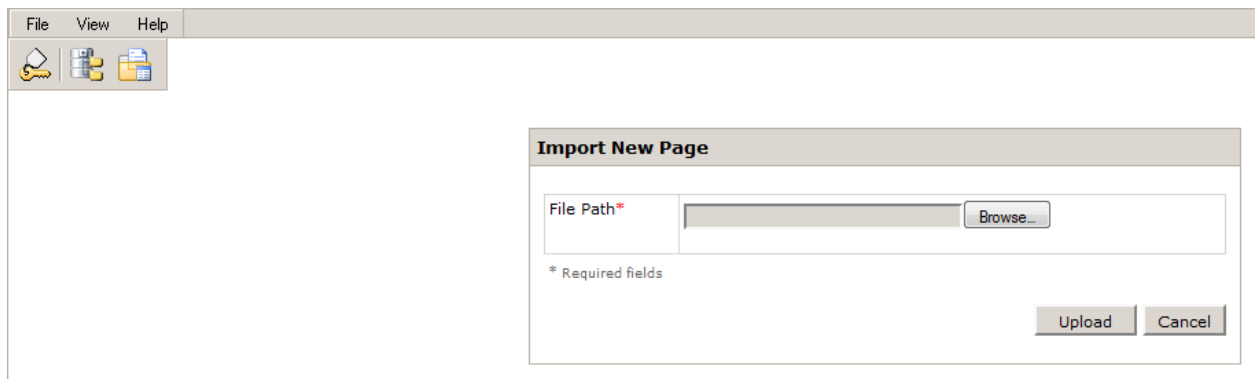 File View Help
Import New Page
File Path*
Browse...
* Required fields
Upload Cancel